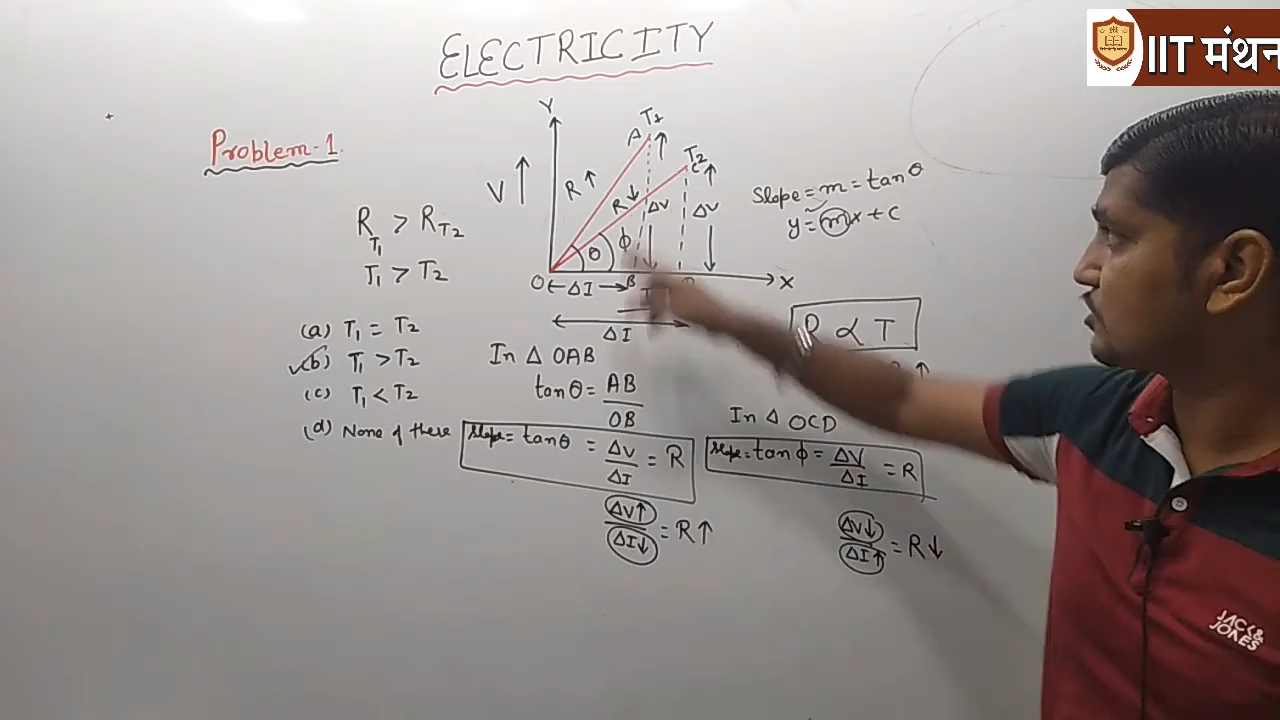 ELECTRICITY
IIT मंथन
Problem-1.
Y
A T1
T2
C
V ↑
R ↑
R ↓
ΔV
ΔV
θ
ϕ
O
ΔI
B
I
X
ΔI
Slope = m = tanθ
y = mx + c
R_T1 > R_T2
T1 > T2
(a) T1 = T2
(b) T1 > T2
(c) T1 < T2
(d) None of these
R ∝ T
In Δ OAB
tanθ = AB / OB
slope = tanθ = ΔV / ΔI = R
ΔV↑ / ΔI↓ = R↑
In Δ OCD
slope = tanϕ = ΔV / ΔI = R
ΔV↓ / ΔI↑ = R↓
JACK&
JONES